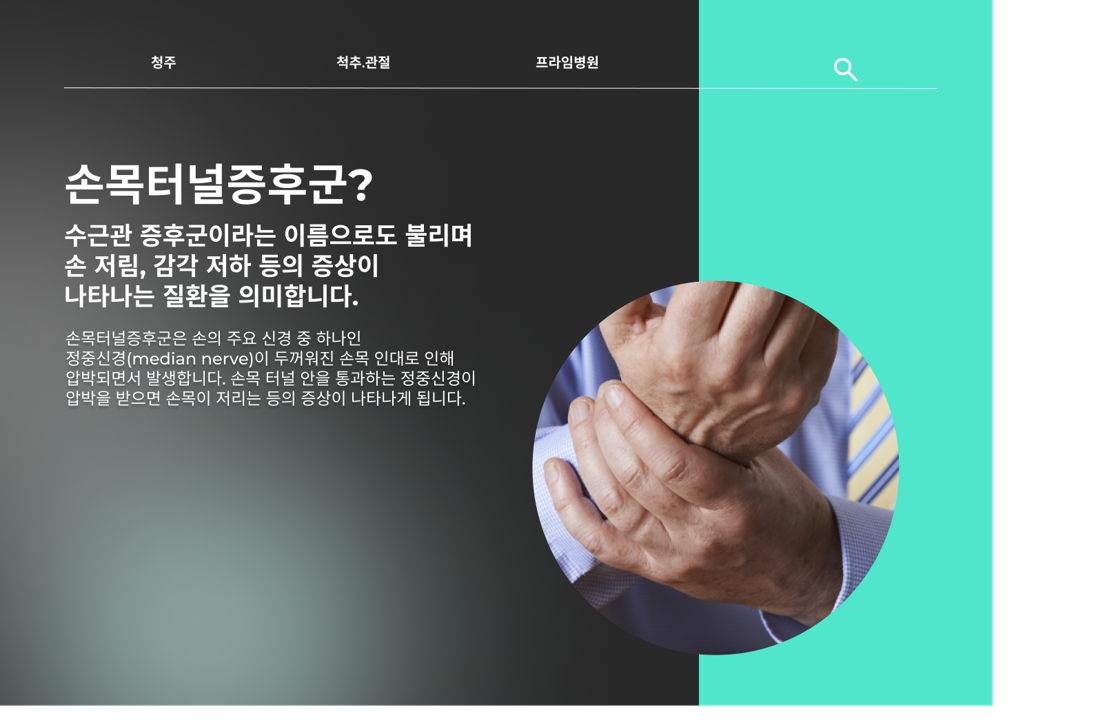 청주 척추.관절 프라임병원
손목터널증후군?
수근관 증후군이라는 이름으로도 불리며
손 저림, 감각 저하 등의 증상이
나타나는 질환을 의미합니다.
손목터널증후군은 손의 주요 신경 중 하나인
정중신경(median nerve)이 두꺼워진 손목 인대로 인해
압박되면서 발생합니다. 손목 터널 안을 통과하는 정중신경이
압박을 받으면 손목이 저리는 등의 증상이 나타나게 됩니다.